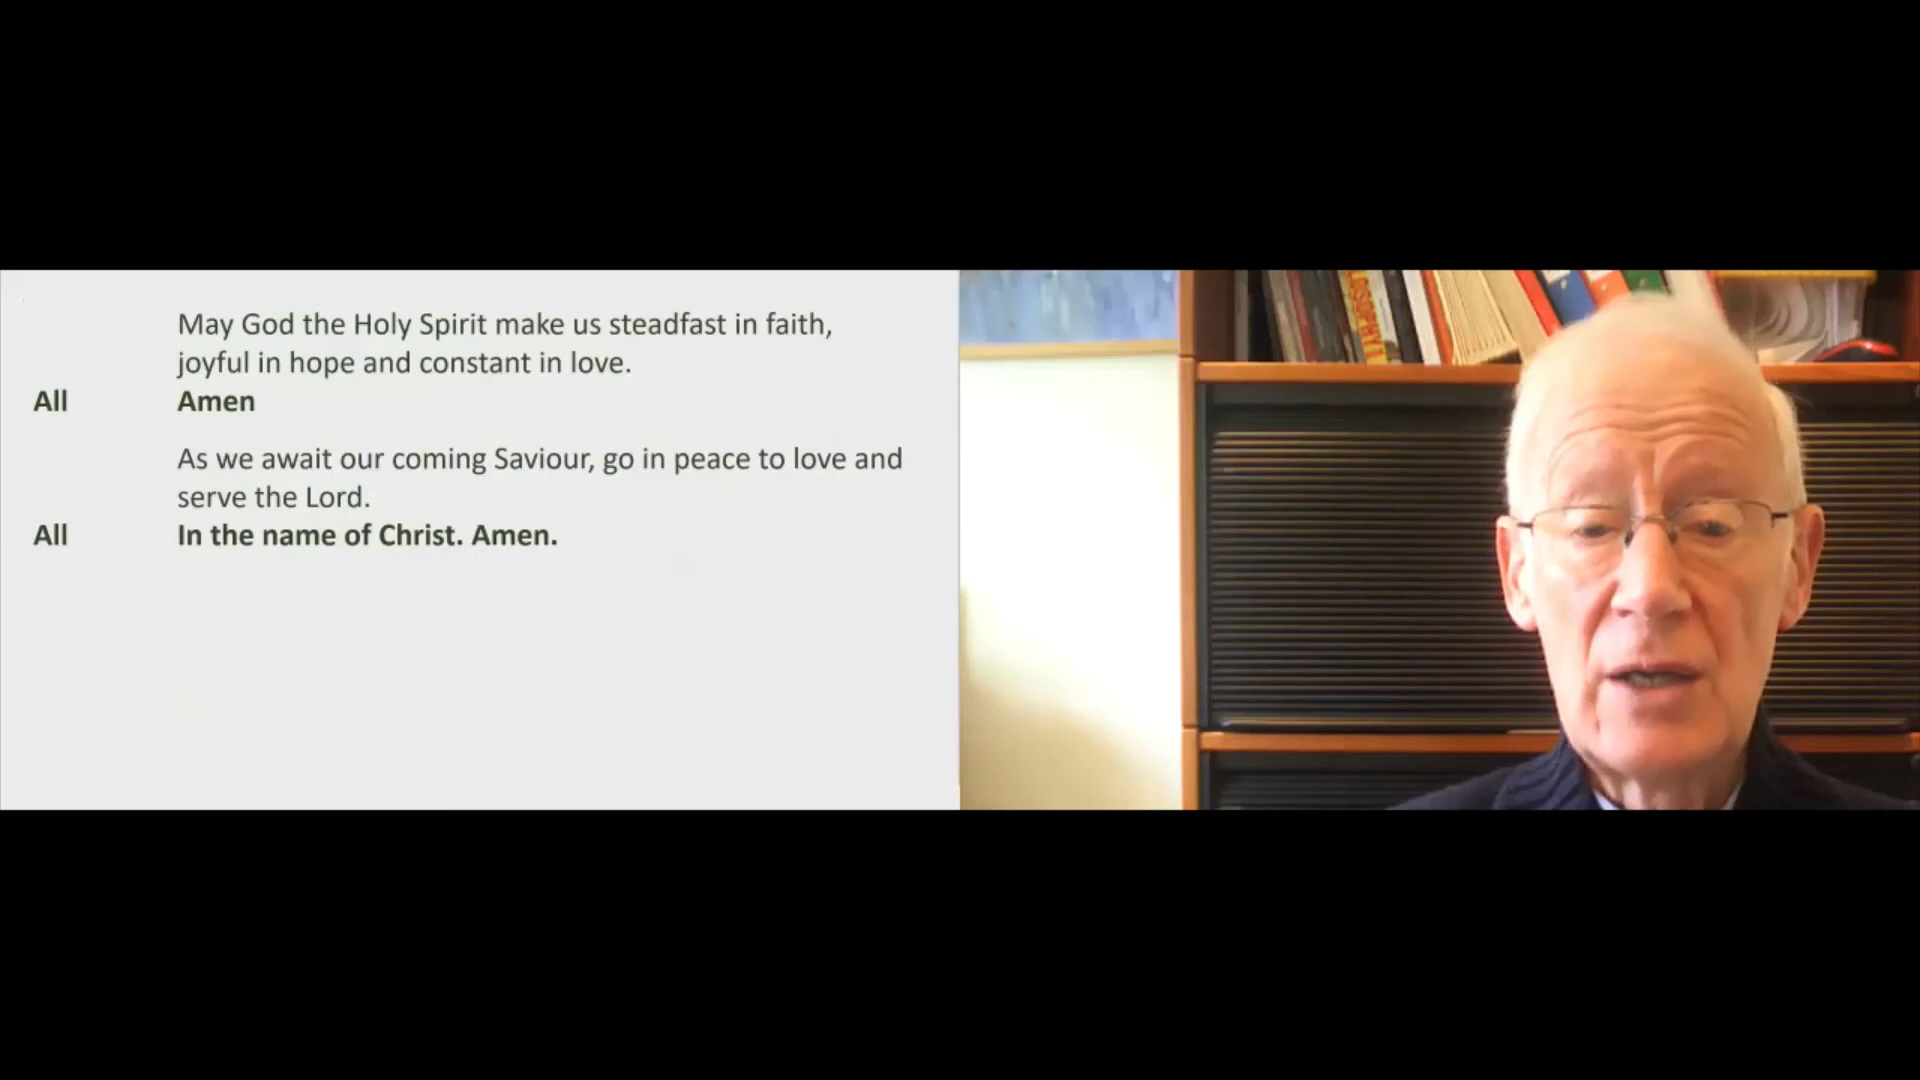 May God the Holy Spirit make us steadfast in faith,
joyful in hope and constant in love.
All Amen
As we await our coming Saviour, go in peace to love and
serve the Lord.
All In the name of Christ. Amen.